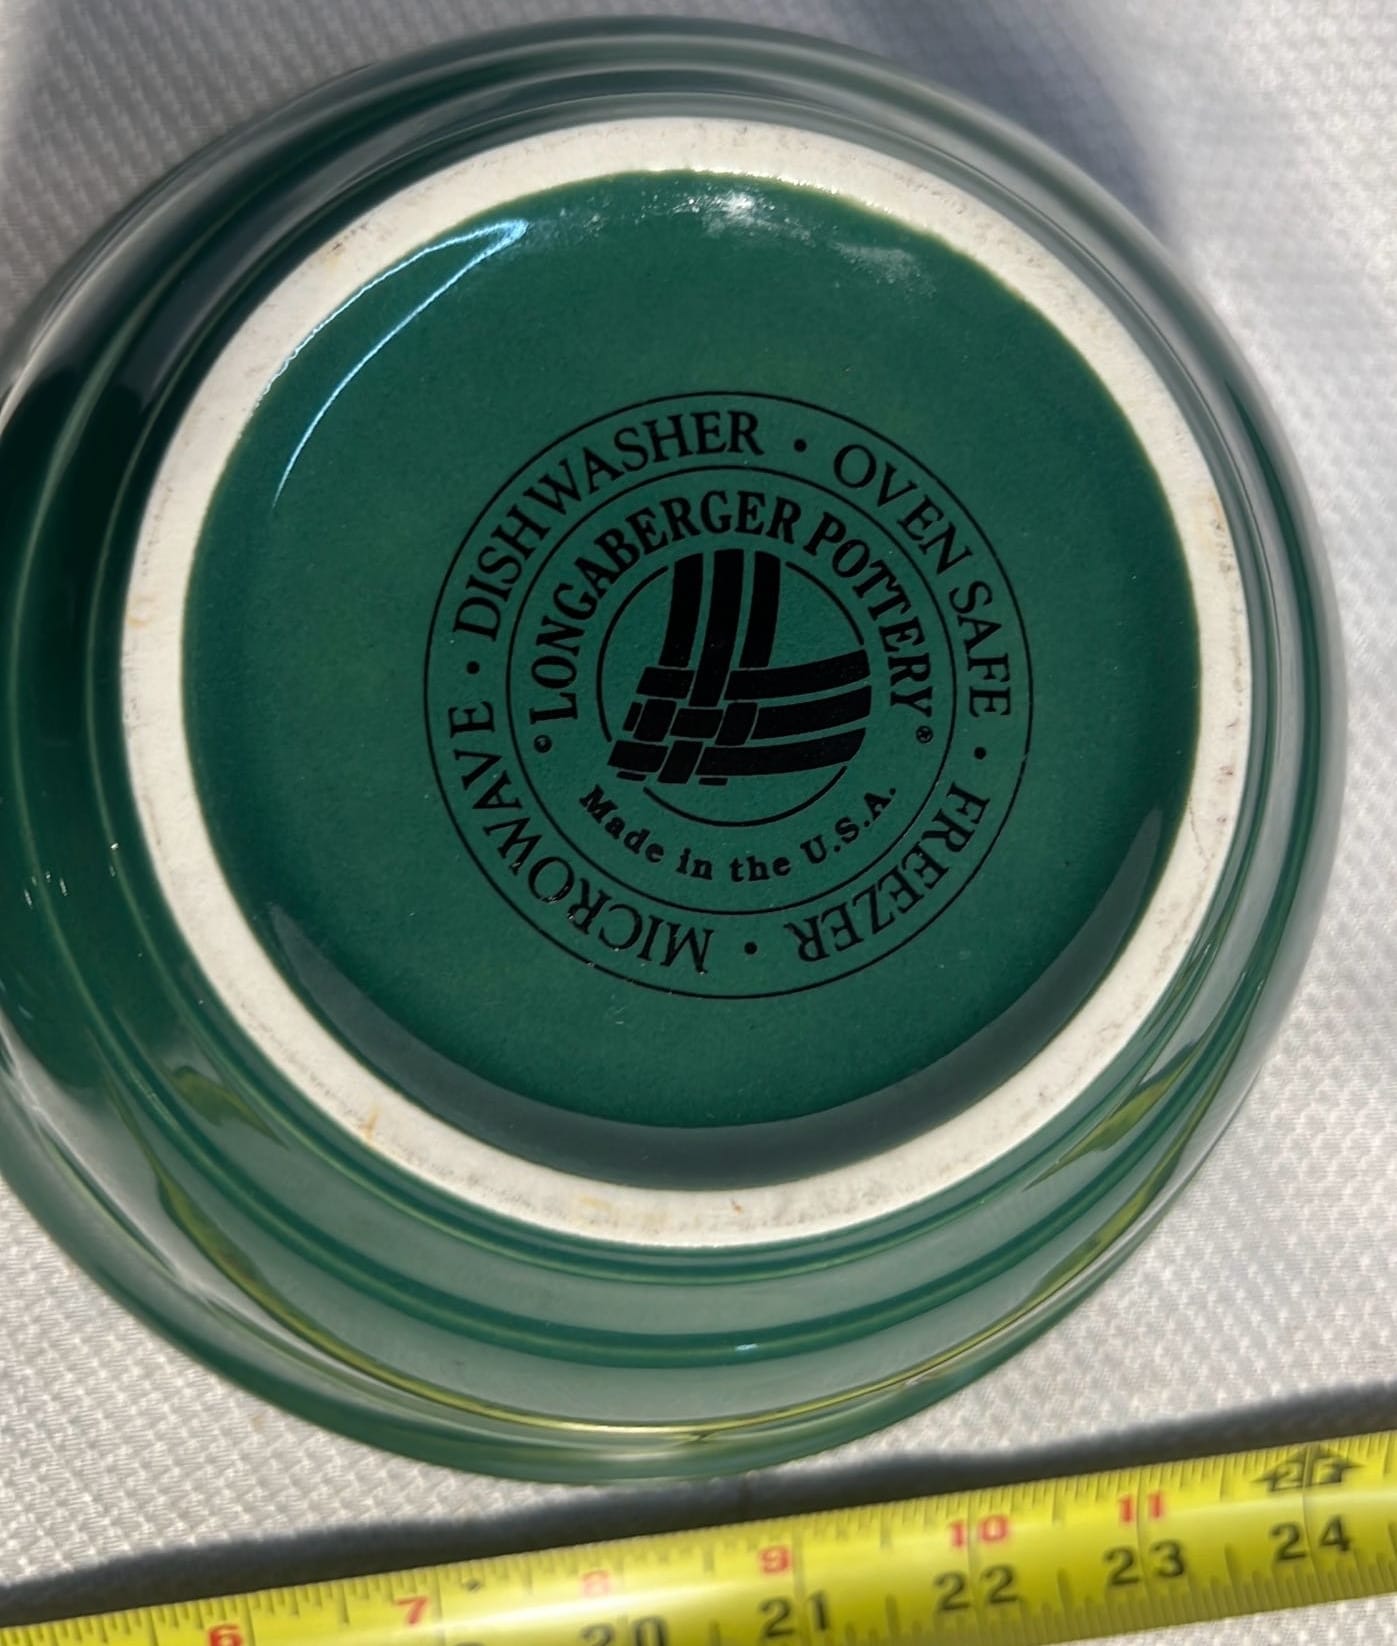 MICROWAVE · DISHWASHER · OVEN SAFE · FREEZER ·
• LONGABERGER POTTERY®
Made in the U.S.A.
6 7 8 9 10 11 2F
20 21 22 23 24